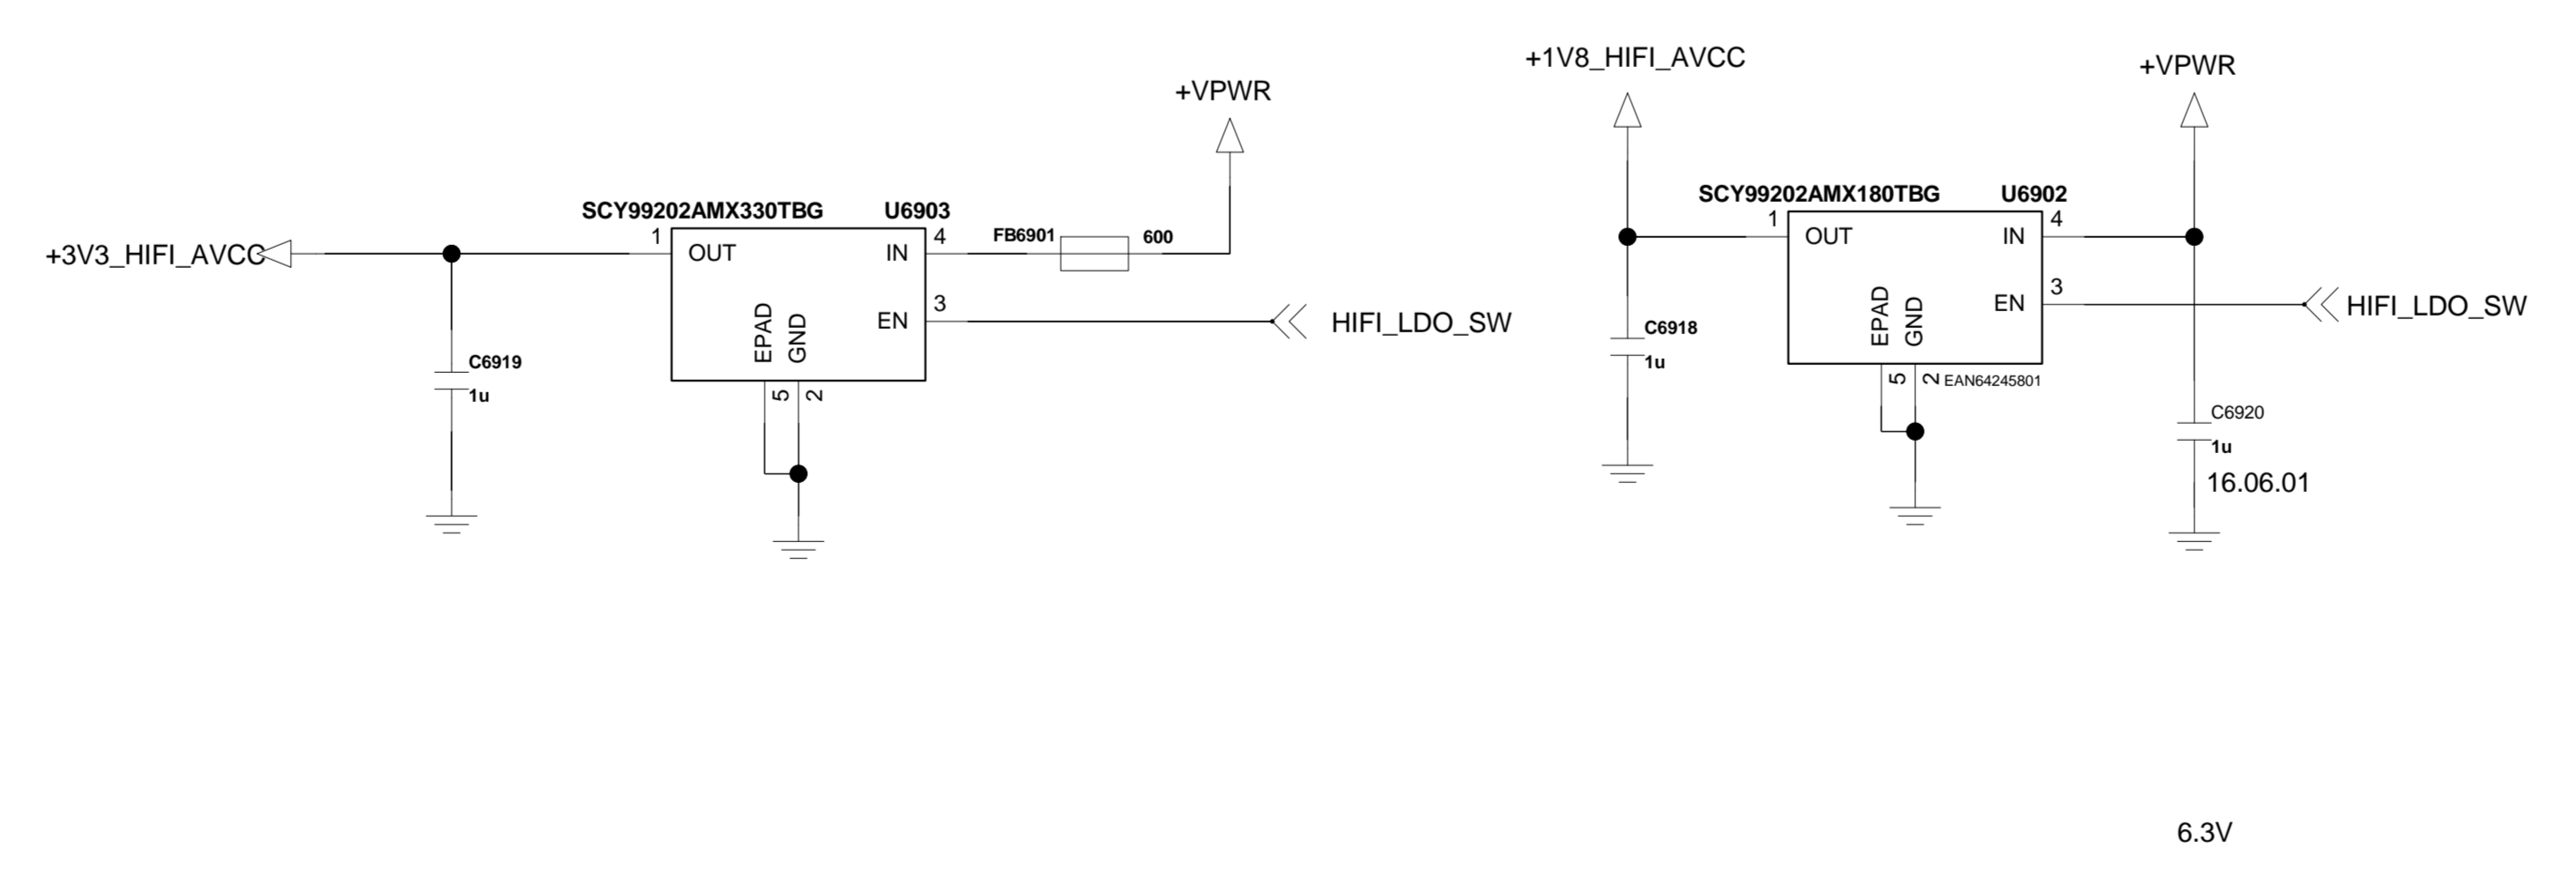 +3V3_HIFI_AVCC
SCY99202AMX330TBG
U6903
1
OUT
IN
4
EN
3
EPAD
GND
5
2
FB6901
600
+VPWR
HIFI_LDO_SW
C6919
1u
+1V8_HIFI_AVCC
+VPWR
SCY99202AMX180TBG
U6902
1
OUT
IN
4
EN
3
EPAD
GND
5
2
EAN64245801
HIFI_LDO_SW
C6918
1u
C6920
1u
16.06.01
6.3V